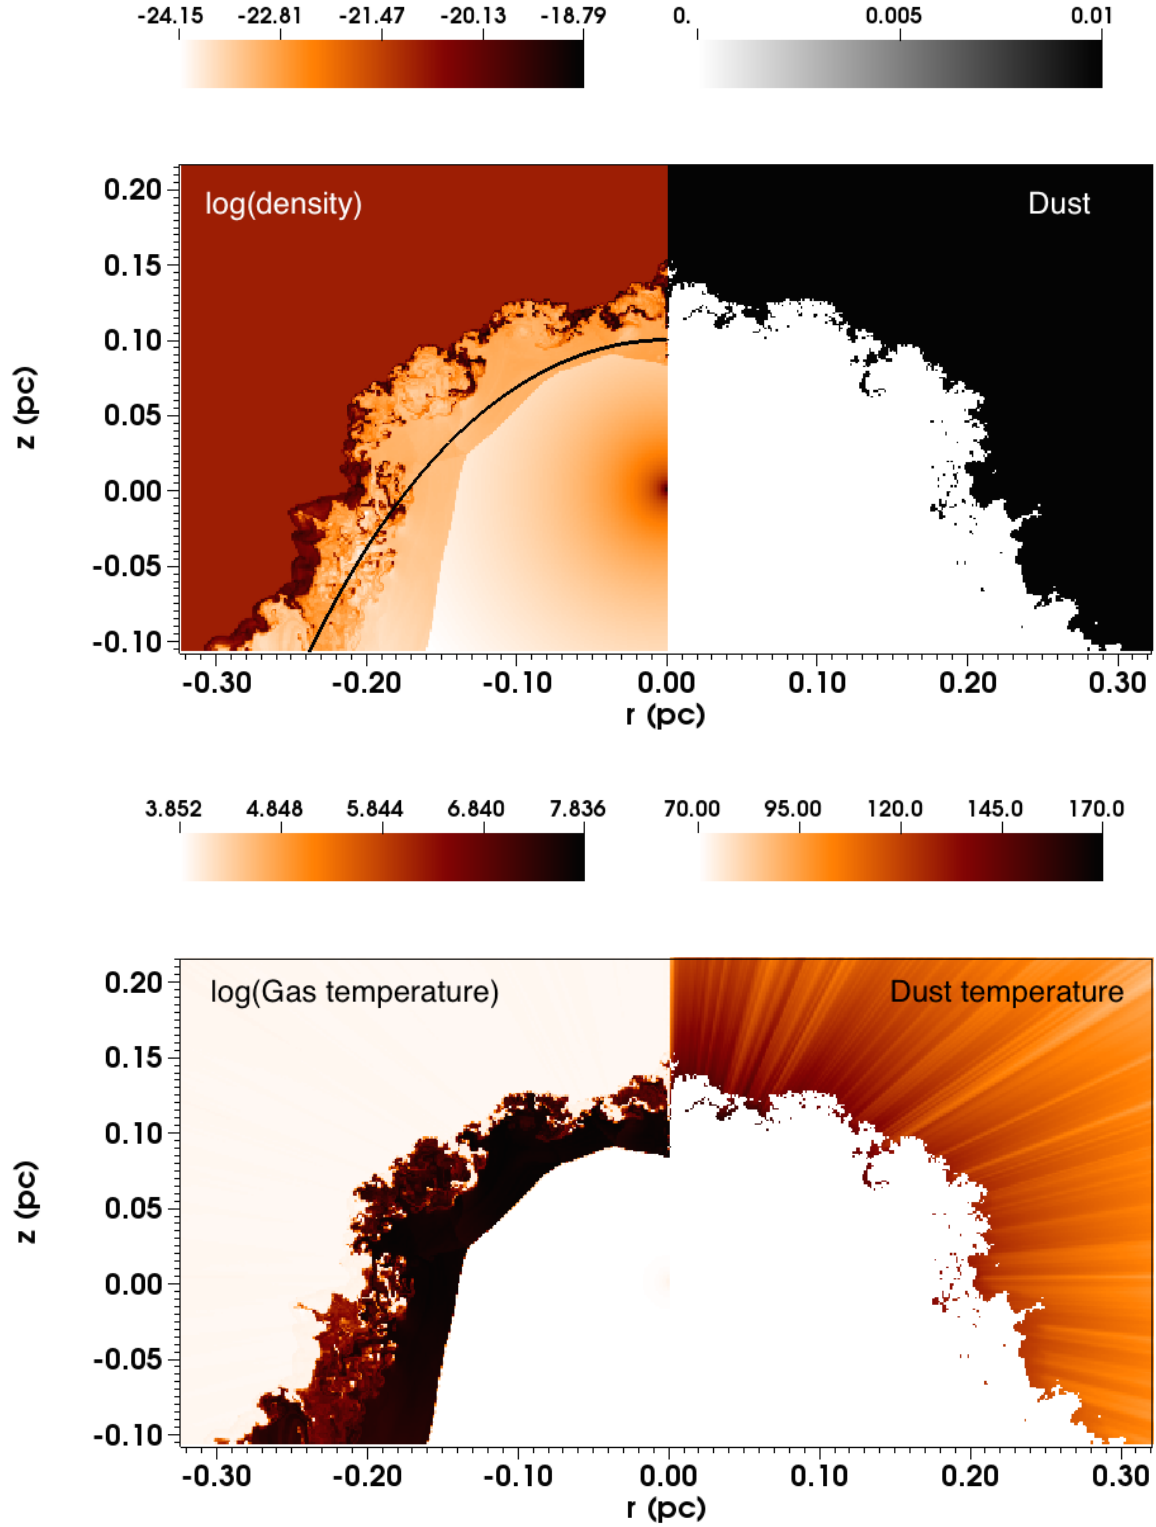 -24.15 -22.81 -21.47 -20.13 -18.79 0. 0.005 0.01
log(density) Dust
0.20
0.15
0.10
0.05
0.00
-0.05
-0.10
z (pc)
-0.30 -0.20 -0.10 0.00 0.10 0.20 0.30
r (pc)
3.852 4.848 5.844 6.840 7.836 70.00 95.00 120.0 145.0 170.0
log(Gas temperature) Dust temperature
0.20
0.15
0.10
0.05
0.00
-0.05
-0.10
z (pc)
-0.30 -0.20 -0.10 0.00 0.10 0.20 0.30
r (pc)